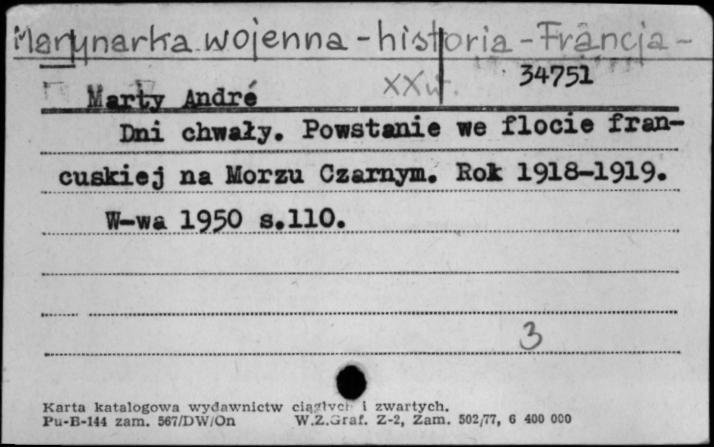 Marynarka wojenna - historia - Francja -
XX w. 34751
Marty André
Dni chwały. Powstanie we flocie fran-
cuskiej na Morzu Czarnym. Rok 1918-1919.
W-wa 1950 s.110.
3
Karta katalogowa wydawnictw ciągłych i zwartych.
Pu-B-144 zam. 567/DW/On W.Z.Graf. Z-2, Zam. 502/77, 6 400 000